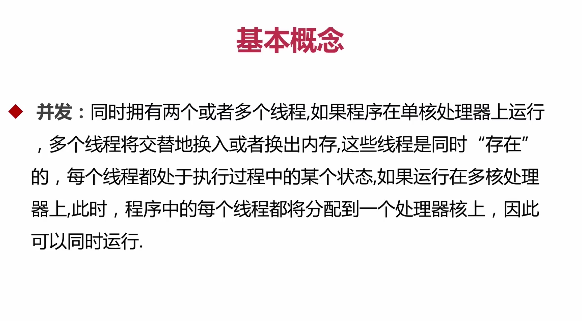 基本概念
并发：同时拥有两个或者多个线程,如果程序在单核处理器上运行
，多个线程将交替地换入或者换出内存,这些线程是同时“存在”
的，每个线程都处于执行过程中的某个状态,如果运行在多核处理
器上,此时，程序中的每个线程都将分配到一个处理器核上，因此
可以同时运行.